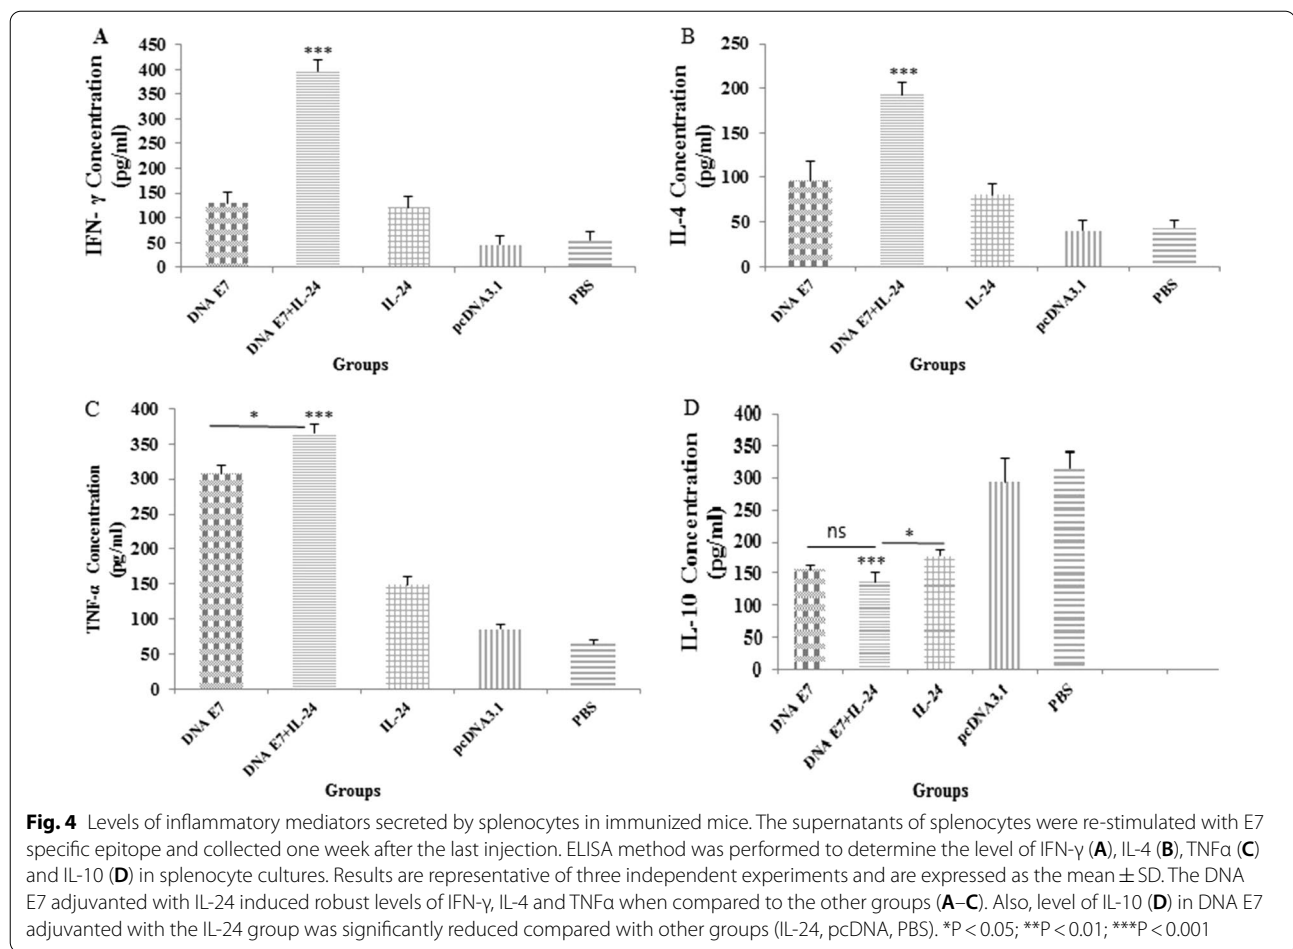 A
IFN- γ Concentration
(pg/ml)
450
400
350
300
250
200
150
100
50
0
***
DNA E7
DNA E7+IL-24
IL-24
pcDNA3.1
PBS
Groups
B
IL-4 Concentration
(pg/ml)
250
200
150
100
50
0
***
DNA E7
DNA E7+IL-24
IL-24
pcDNA3.1
PBS
Groups
C
TNF-α Concentration
(pg/ml)
400
350
300
250
200
150
100
50
0
*
***
DNA E7
DNA E7+IL-24
IL-24
pcDNA3.1
PBS
Groups
D
IL-10 Concentration
(pg/ml)
400
350
300
250
200
150
100
50
0
ns
***
*
DNA E7
DNA E7+IL-24
IL-24
pcDNA3.1
PBS
Groups
Fig. 4 Levels of inflammatory mediators secreted by splenocytes in immunized mice. The supernatants of splenocytes were re-stimulated with E7
specific epitope and collected one week after the last injection. ELISA method was performed to determine the level of IFN-γ (A), IL-4 (B), TNFα (C)
and IL-10 (D) in splenocyte cultures. Results are representative of three independent experiments and are expressed as the mean ± SD. The DNA
E7 adjuvanted with IL-24 induced robust levels of IFN-γ, IL-4 and TNFα when compared to the other groups (A–C). Also, level of IL-10 (D) in DNA E7
adjuvanted with the IL-24 group was significantly reduced compared with other groups (IL-24, pcDNA, PBS). *P < 0.05; **P < 0.01; ***P < 0.001